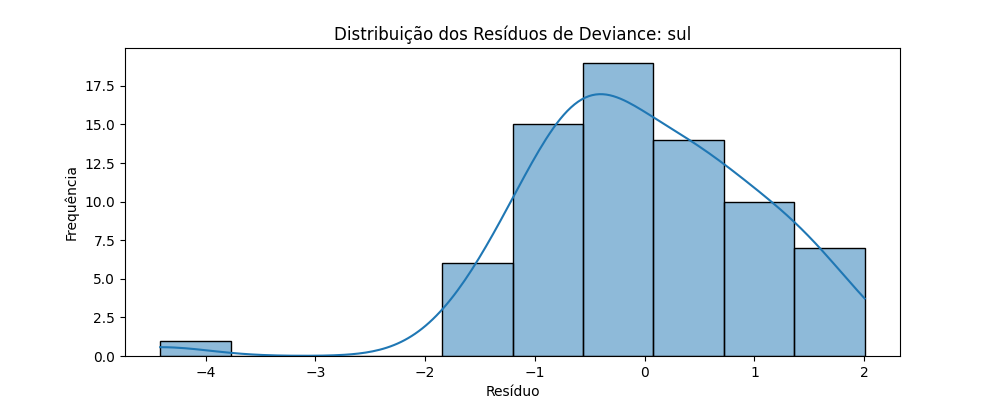 Distribuição dos Resíduos de Deviance: sul
17.5
15.0
12.5
10.0
7.5
5.0
2.5
0.0
Frequência
−4 −3 −2 −1 0 1 2
Resíduo